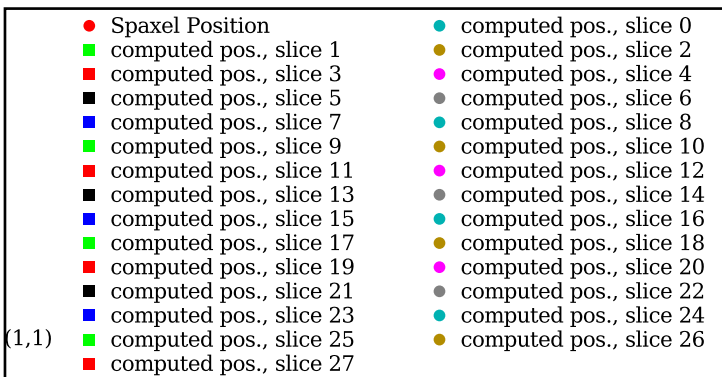 Spaxel Position computed pos., slice 0
computed pos., slice 1 computed pos., slice 2
computed pos., slice 3 computed pos., slice 4
computed pos., slice 5 computed pos., slice 6
computed pos., slice 7 computed pos., slice 8
computed pos., slice 9 computed pos., slice 10
computed pos., slice 11 computed pos., slice 12
computed pos., slice 13 computed pos., slice 14
computed pos., slice 15 computed pos., slice 16
computed pos., slice 17 computed pos., slice 18
computed pos., slice 19 computed pos., slice 20
computed pos., slice 21 computed pos., slice 22
computed pos., slice 23 computed pos., slice 24
(1,1) computed pos., slice 25 computed pos., slice 26
computed pos., slice 27